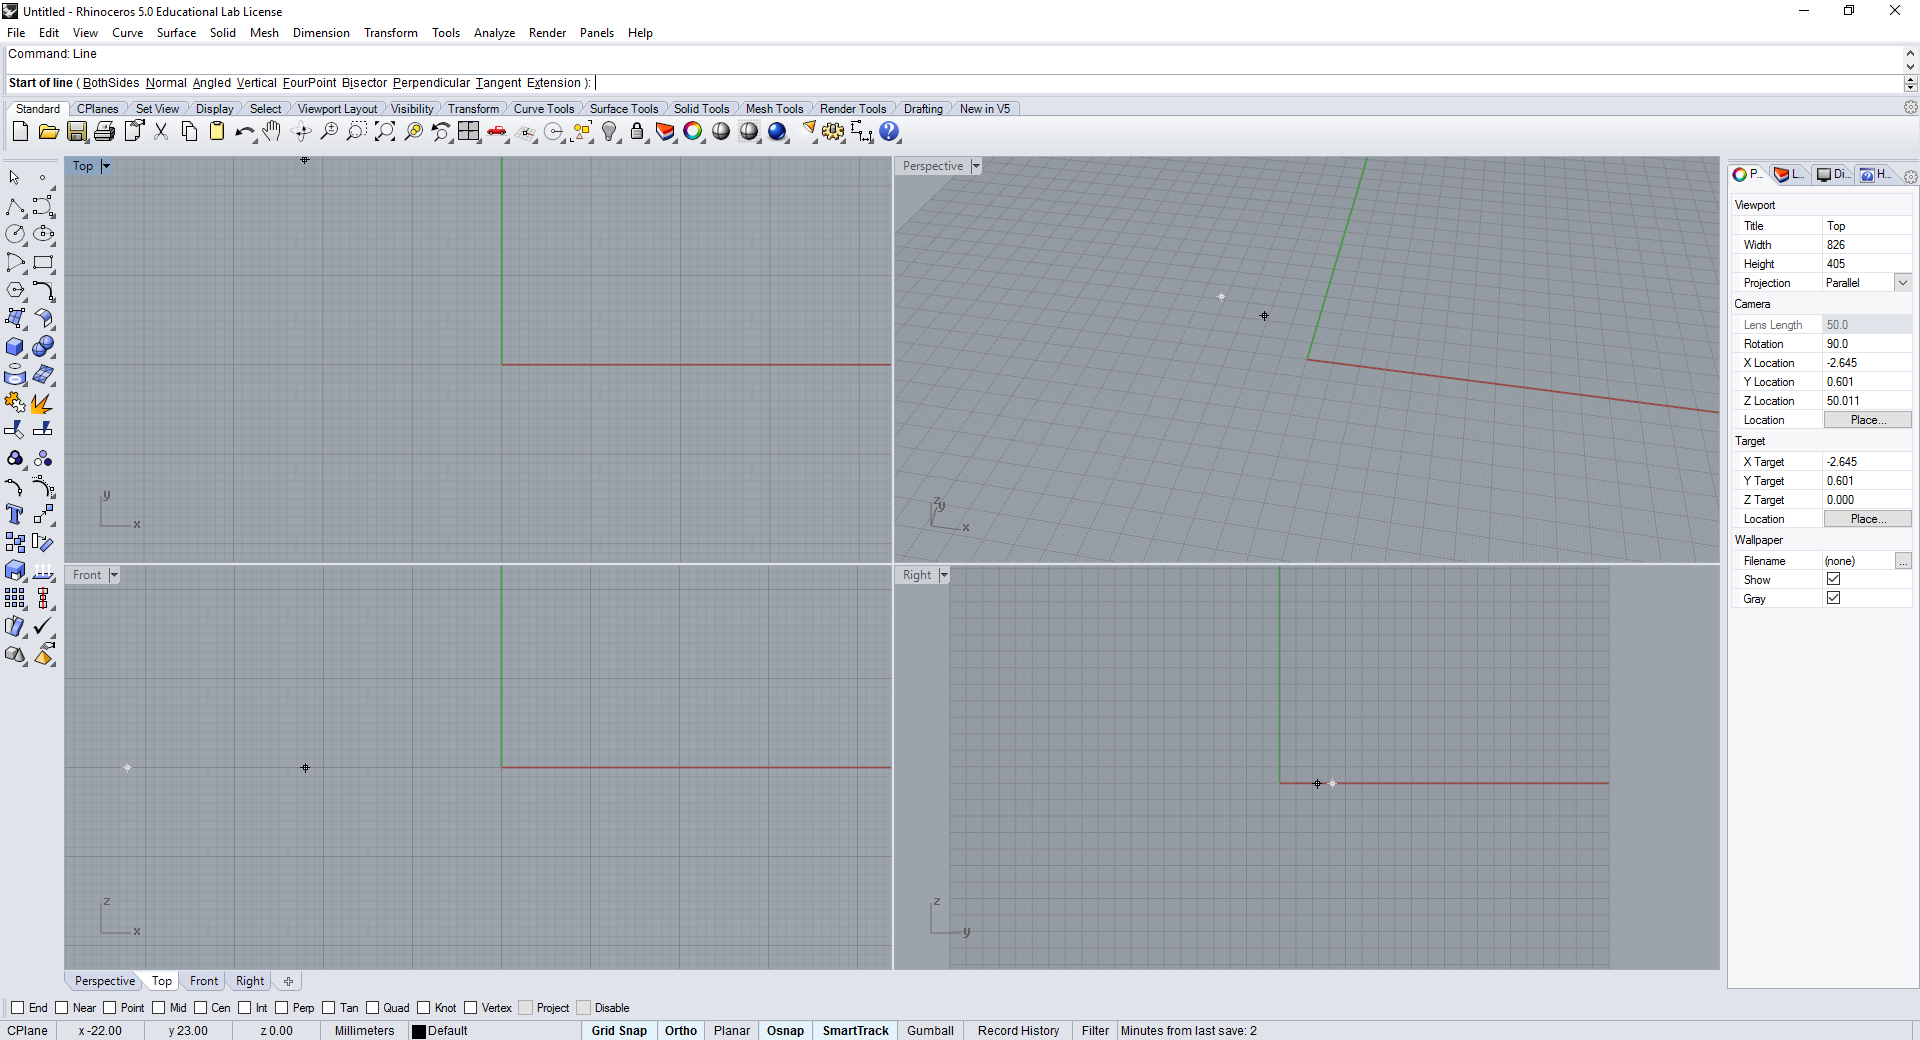 Untitled - Rhinoceros 5.0 Educational Lab License
File Edit View Curve Surface Solid Mesh Dimension Transform Tools Analyze Render Panels Help
Command: Line
Start of line ( BothSides Normal Angled Vertical FourPoint Bisector Perpendicular Tangent Extension ):
Standard CPlanes Set View Display Select Viewport Layout Visibility Transform Curve Tools Surface Tools Solid Tools Mesh Tools Render Tools Drafting New in V5
Top
y
x
Perspective
z
y
x
Front
z
x
Right
z
y
P... L... Di... H...
Viewport
Title Top
Width 826
Height 405
Projection Parallel
Camera
Lens Length 50.0
Rotation 90.0
X Location -2.645
Y Location 0.601
Z Location 50.011
Location Place...
Target
X Target -2.645
Y Target 0.601
Z Target 0.000
Location Place...
Wallpaper
Filename (none) ...
Show
Gray
Perspective Top Front Right
End Near Point Mid Cen Int Perp Tan Quad Knot Vertex Project Disable
CPlane x -22.00 y 23.00 z 0.00 Millimeters Default Grid Snap Ortho Planar Osnap SmartTrack Gumball Record History Filter Minutes from last save: 2